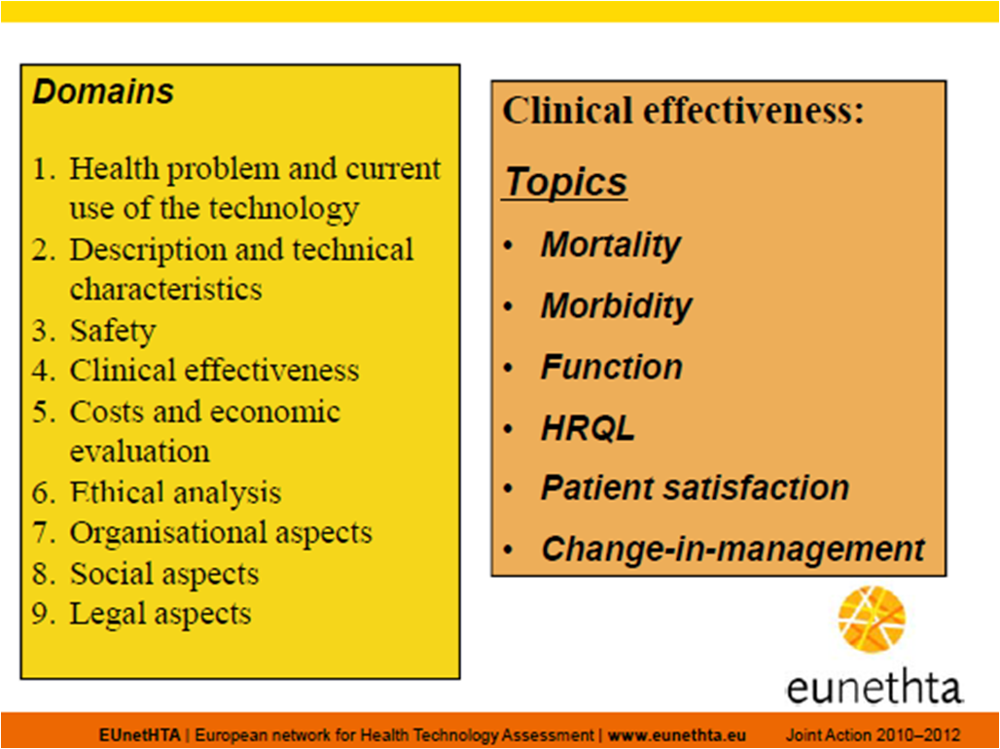 Domains
1. Health problem and current
use of the technology
2. Description and technical
characteristics
3. Safety
4. Clinical effectiveness
5. Costs and economic
evaluation
6. Ethical analysis
7. Organisational aspects
8. Social aspects
9. Legal aspects
Clinical effectiveness:
Topics
• Mortality
• Morbidity
• Function
• HRQL
• Patient satisfaction
• Change-in-management
eunethta
EUnetHTA | European network for Health Technology Assessment | www.eunethta.eu Joint Action 2010–2012